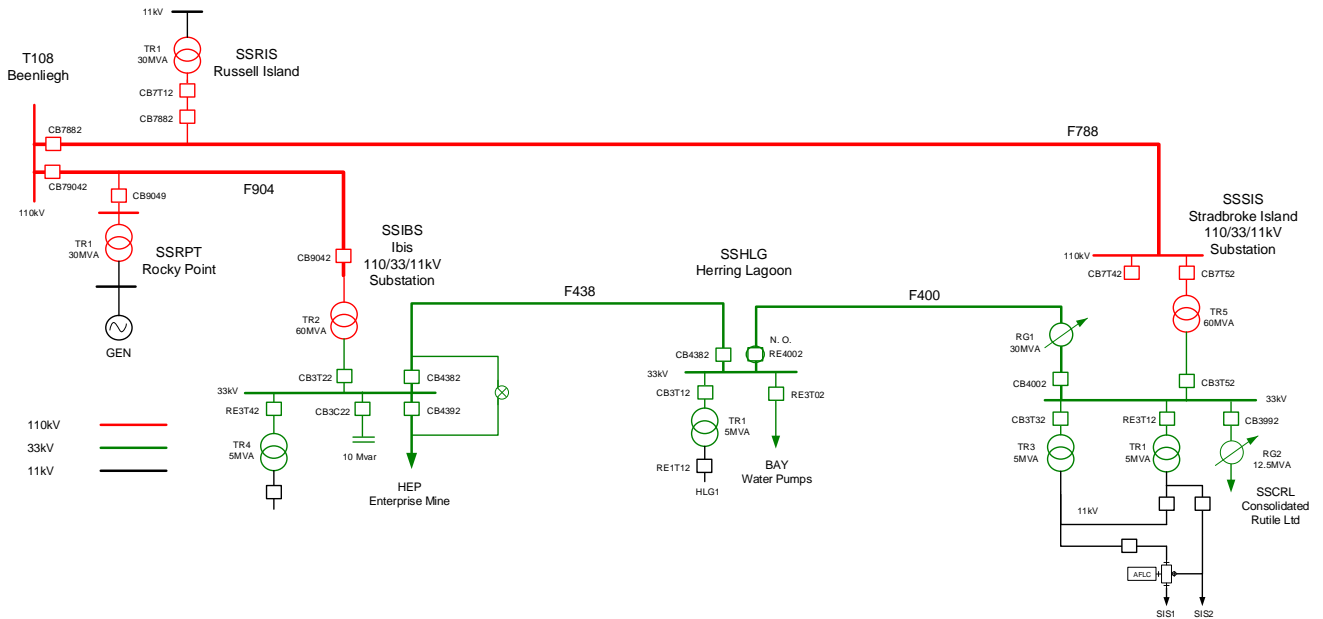 11kV
T108
Beenliegh
TR1
30MVA
SSRIS
Russell Island
CB7T12
CB7882
CB7882
F788
CB79042
F904
CB9049
110kV
TR1
30MVA
SSRPT
Rocky Point
GEN
SSIBS
Ibis
110/33/11kV
Substation
CB9042
TR2
60MVA
CB3T22
33kV
RE3T42
CB3C22
CB4382
CB4392
TR4
5MVA
10 Mvar
HEP
Enterprise Mine
F438
SSHLG
Herring Lagoon
F400
N. O.
CB4382
RE4002
33kV
CB3T12
RE3T02
TR1
5MVA
RE1T12
HLG1
BAY
Water Pumps
SSSIS
Stradbroke Island
110/33/11kV
Substation
110kV
CB7T42
CB7T52
TR5
60MVA
RG1
30MVA
CB4002
CB3T52
33kV
CB3T32
RE3T12
CB3992
TR3
5MVA
TR1
5MVA
RG2
12.5MVA
SSCRL
Consolidated
Rutile Ltd
11kV
AFLC
SIS1
SIS2
110kV
33kV
11kV